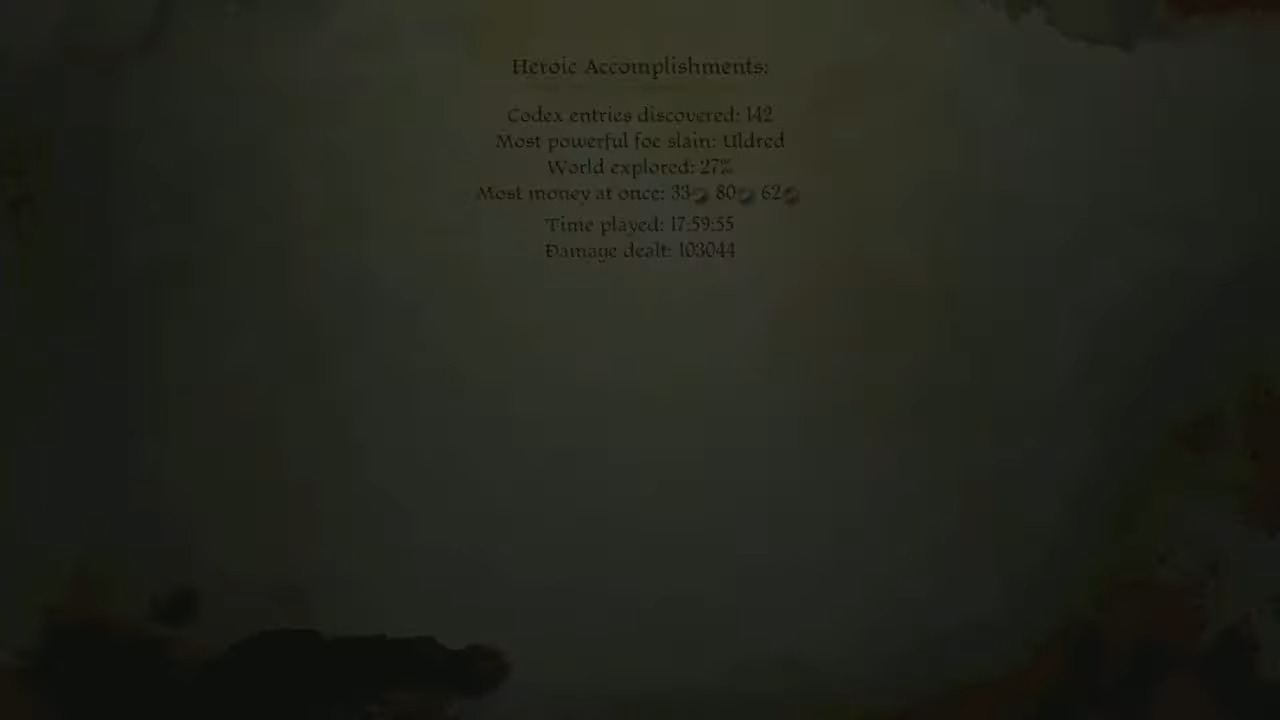 Heroic Accomplishments:
Codex entries discovered: 142
Most powerful foe slain: Uldred
World explored: 27%
Most money at once: 33 80 62
Time played: 17:59:55
Damage dealt: 103044